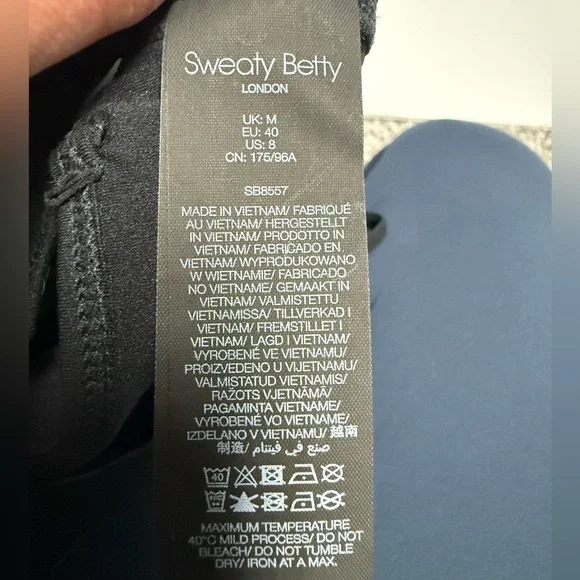 Sweaty Betty
LONDON
UK: M
EU: 40
US: 8
CN: 175/96A
SB8557
MADE IN VIETNAM/ FABRIQUÉ
AU VIETNAM/ HERGESTELLT
IN VIETNAM/ PRODOTTO IN
VIETNAM/ FABRICADO EN
VIETNAM/ WYPRODUKOWANO
W WIETNAMIE/ FABRICADO
NO VIETNAME/ GEMAAKT IN
VIETNAM/ VALMISTETTU
VIETNAMISSA/ TILLVERKAD I
VIETNAM/ FREMSTILLET I
VIETNAM/ LAGD I VIETNAM/
VYROBENÉ VE VIETNAMU/
PROIZVEDENO U VIJETNAMU/
VALMISTATUD VIETNAMIS/
RAŽOTS VJETNĀMĀ/
PAGAMINTA VIETNAME/
VYROBENÉ VO VIETNAME/
IZDELANO V VIETNAMU/ 越南
制造/ صنع في فيتنام
40
MAXIMUM TEMPERATURE
40°C MILD PROCESS/ DO NOT
BLEACH/ DO NOT TUMBLE
DRY/ IRON AT A MAX.